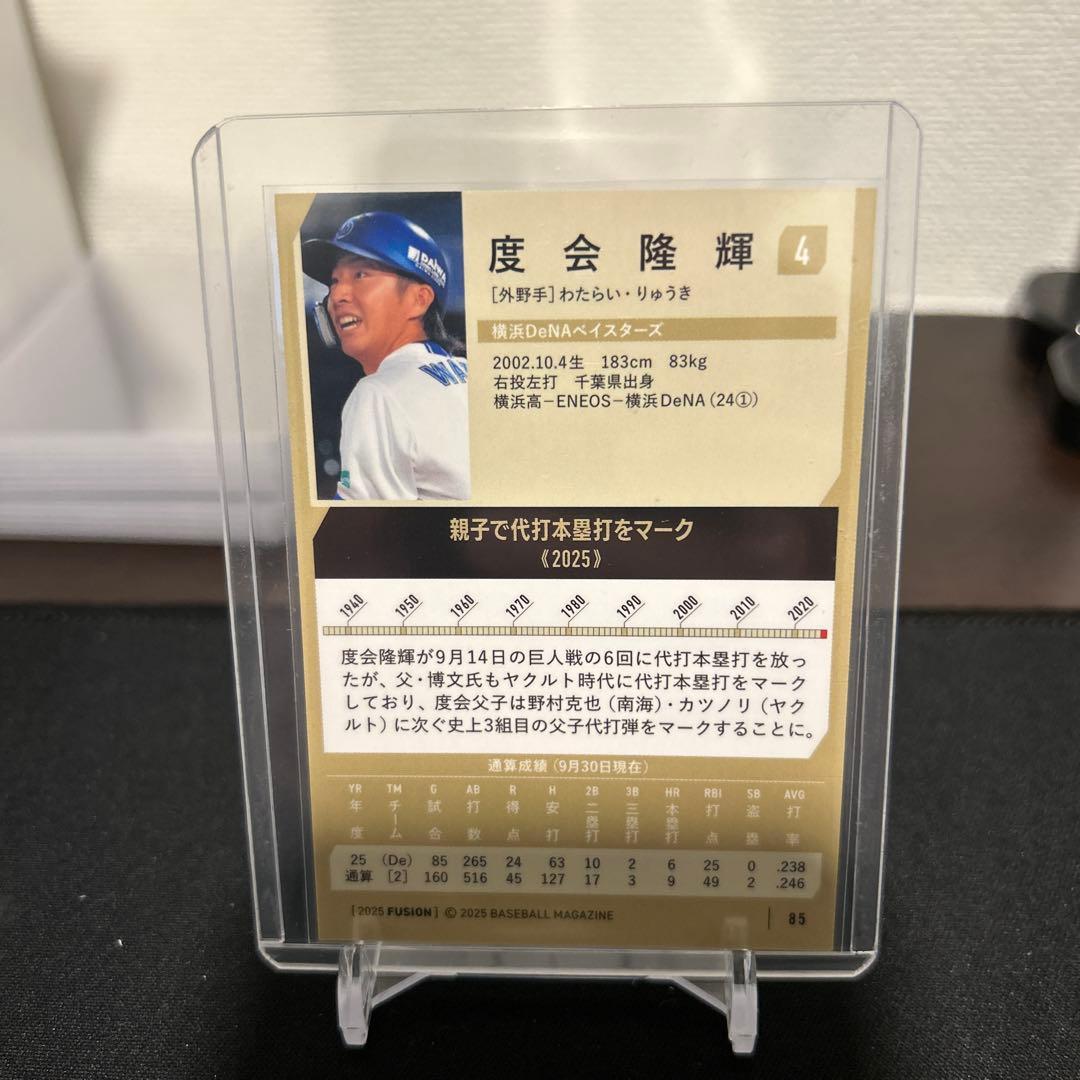 度会隆輝 4
[外野手]わたらい・りゅうき
横浜DeNAベイスターズ
2002.10.4生 183cm 83kg
右投左打 千葉県出身
横浜高−ENEOS−横浜DeNA(24①)
DAIWA
WA
親子で代打本塁打をマーク
《2025》
1940 1950 1960 1970 1980 1990 2000 2010 2020
度会隆輝が9月14日の巨人戦の6回に代打本塁打を放っ
たが、父・博文氏もヤクルト時代に代打本塁打をマーク
しており、度会父子は野村克也(南海)・カツノリ(ヤク
ルト)に次ぐ史上3組目の父子代打弾をマークすることに。
通算成績(9月30日現在)
YR TM G AB R H 2B 3B HR RBI SB AVG
年度 チーム 試合 打数 得点 安打 二塁打 三塁打 本塁打 打点 盗塁 打率
25 (De) 85 265 24 63 10 2 6 25 0 .238
通算 [2] 160 516 45 127 17 3 9 49 2 .246
[2025 FUSION] © 2025 BASEBALL MAGAZINE 85